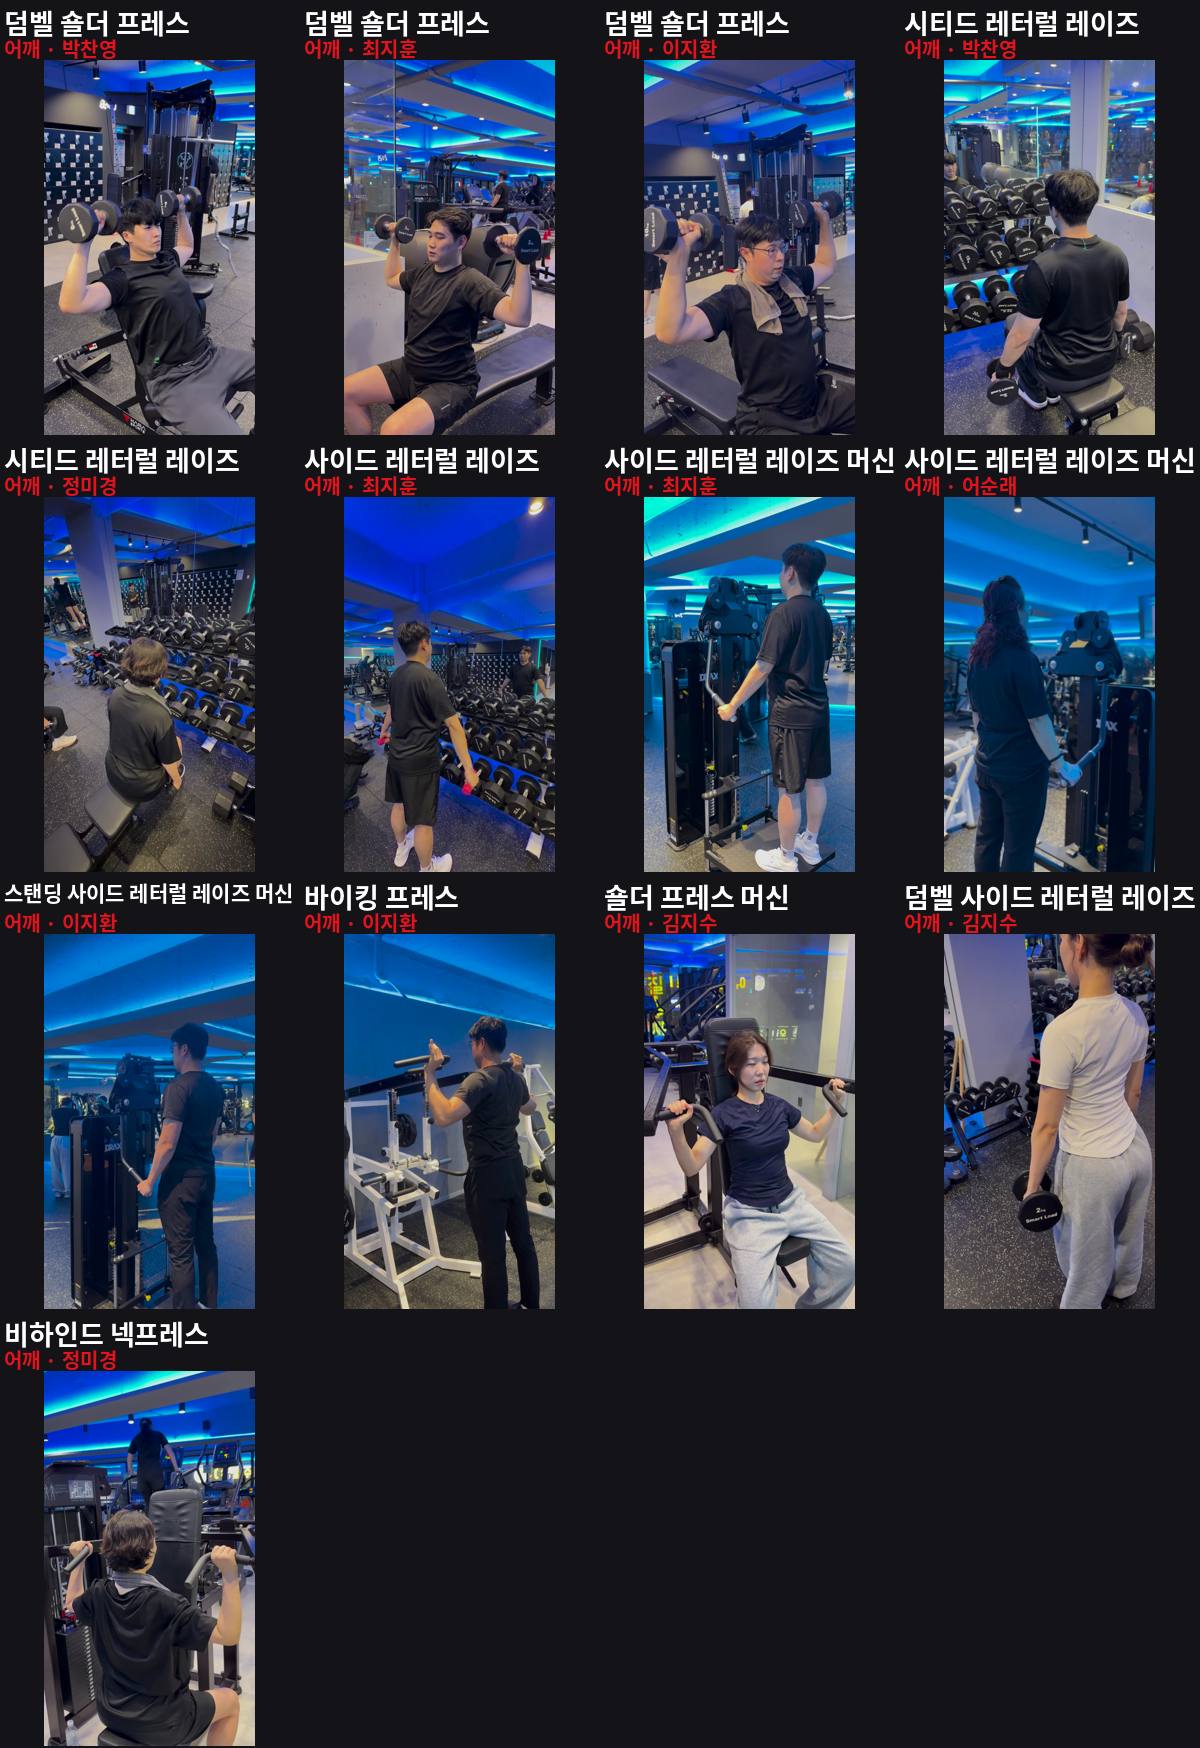 덤벨 숄더 프레스
어깨 · 박찬영
덤벨 숄더 프레스
어깨 · 최지훈
덤벨 숄더 프레스
어깨 · 이지환
시티드 레터럴 레이즈
어깨 · 박찬영
시티드 레터럴 레이즈
어깨 · 정미경
사이드 레터럴 레이즈
어깨 · 최지훈
사이드 레터럴 레이즈 머신
어깨 · 최지훈
사이드 레터럴 레이즈 머신
어깨 · 어순래
스탠딩 사이드 레터럴 레이즈 머신
어깨 · 이지환
바이킹 프레스
어깨 · 이지환
숄더 프레스 머신
어깨 · 김지수
덤벨 사이드 레터럴 레이즈
어깨 · 김지수
2kg
Smart Load
비하인드 넥프레스
어깨 · 정미경